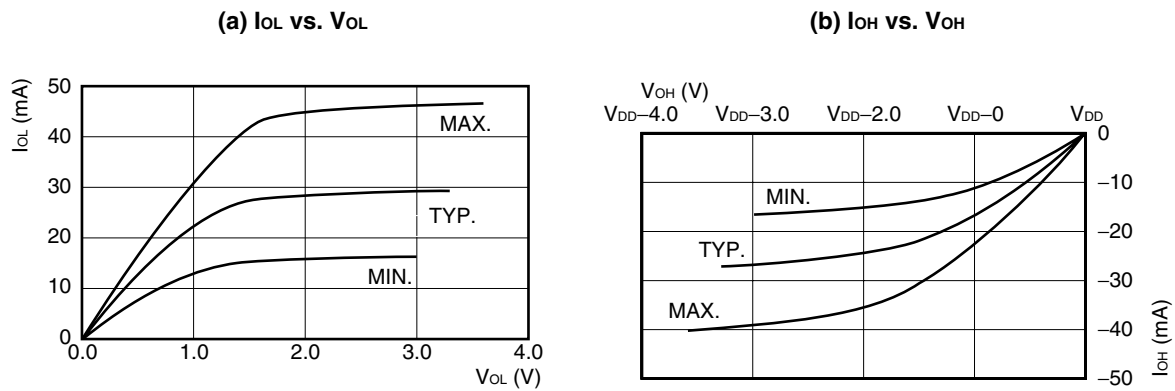 (a) IOL vs. VOL
IOL (mA)
50
40
30
20
10
0
0.0 1.0 2.0 3.0 4.0
VOL (V)
MAX.
TYP.
MIN.
(b) IOH vs. VOH
VOH (V)
VDD−4.0 VDD−3.0 VDD−2.0 VDD−0 VDD
0
−10
−20
−30
−40
−50
IOH (mA)
MIN.
TYP.
MAX.